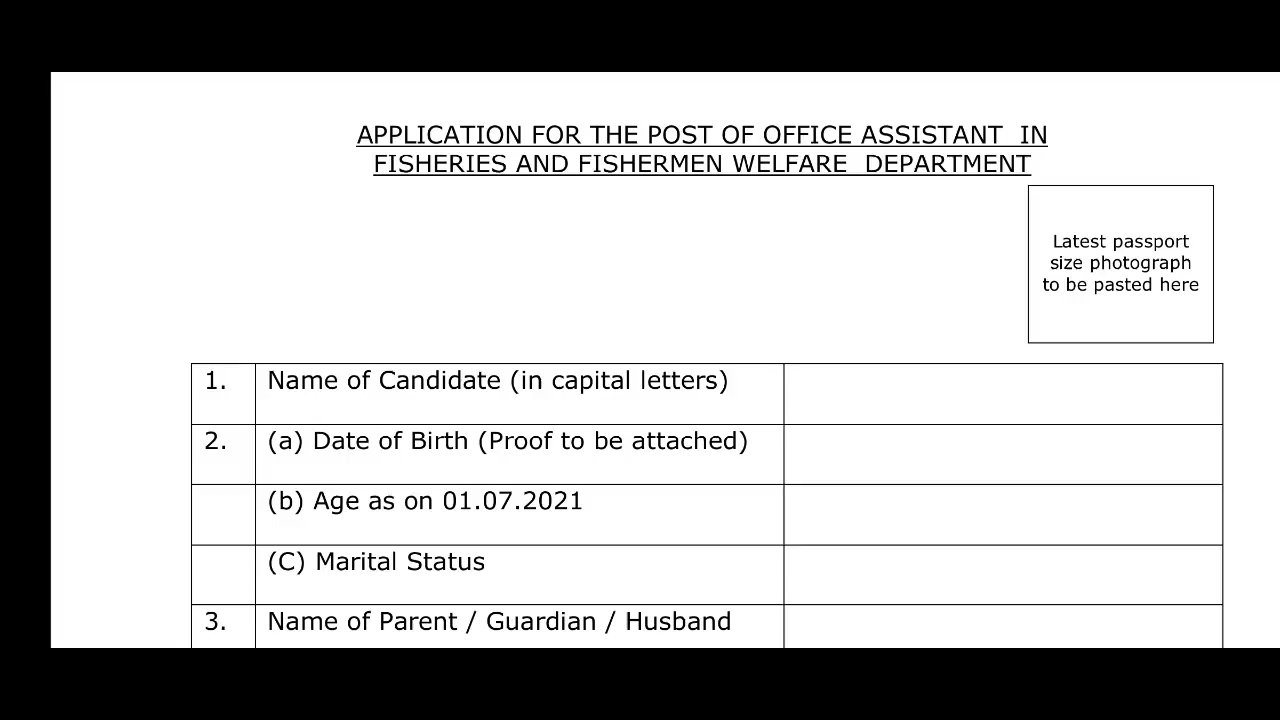 APPLICATION FOR THE POST OF OFFICE ASSISTANT IN
FISHERIES AND FISHERMEN WELFARE DEPARTMENT
Latest passport
size photograph
to be pasted here
1. Name of Candidate (in capital letters)
2. (a) Date of Birth (Proof to be attached)
(b) Age as on 01.07.2021
(C) Marital Status
3. Name of Parent / Guardian / Husband